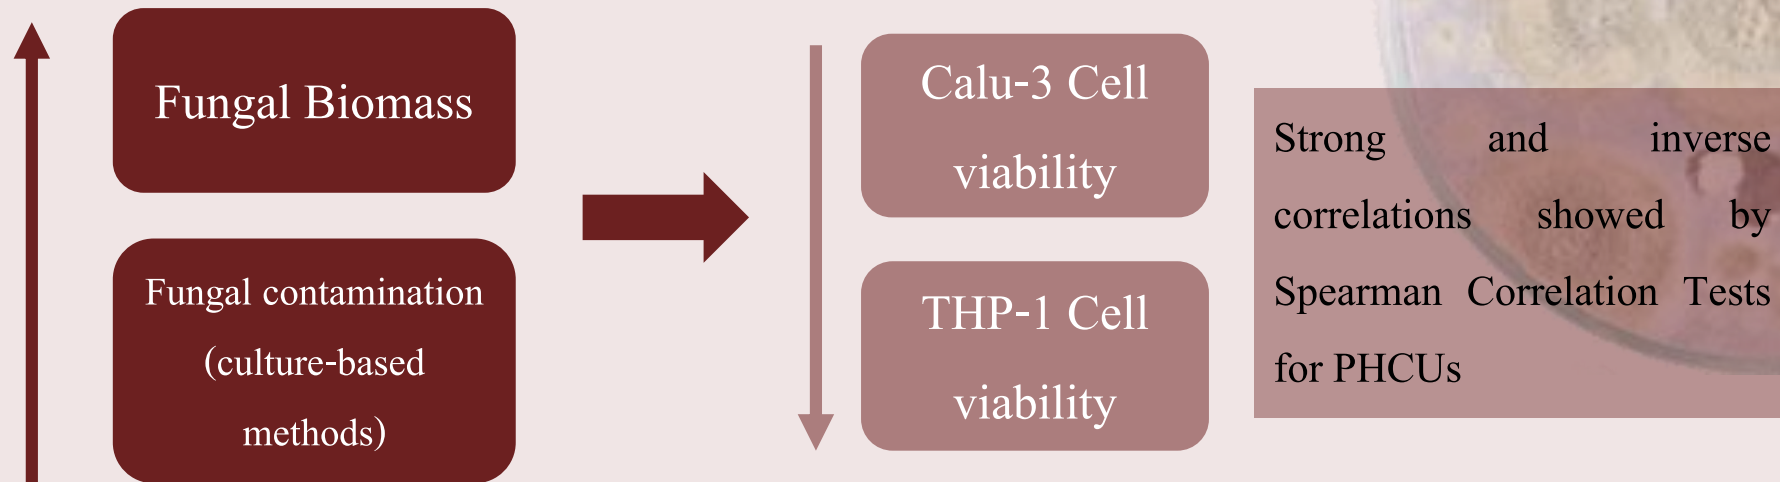 Fungal Biomass
Fungal contamination
(culture-based
methods)
Calu-3 Cell
viability
THP-1 Cell
viability
Strong and inverse
correlations showed by
Spearman Correlation Tests
for PHCUs